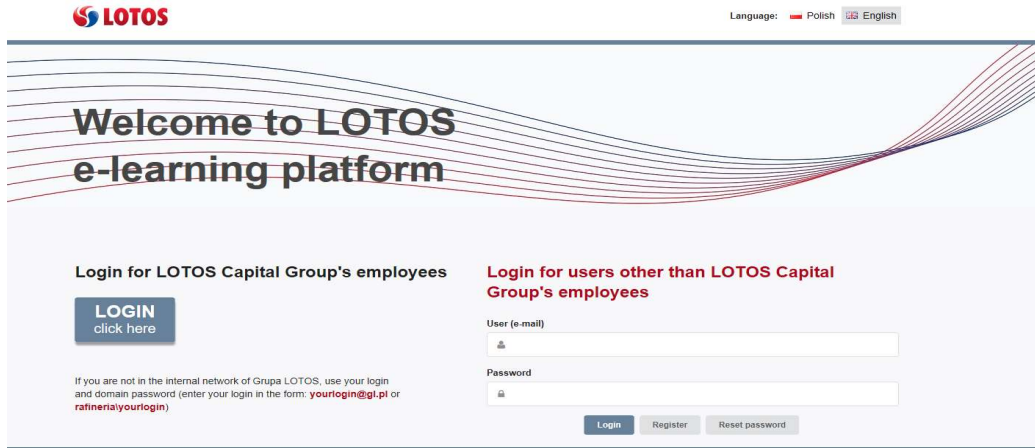 LOTOS
Language: Polish English
Welcome to LOTOS
e-learning platform
Login for LOTOS Capital Group's employees
LOGIN
click here
If you are not in the internal network of Grupa LOTOS, use your login
and domain password (enter your login in the form: yourlogin@gl.pl or
rafineria\yourlogin)
Login for users other than LOTOS Capital
Group's employees
User (e-mail)
Password
Login Register Reset password